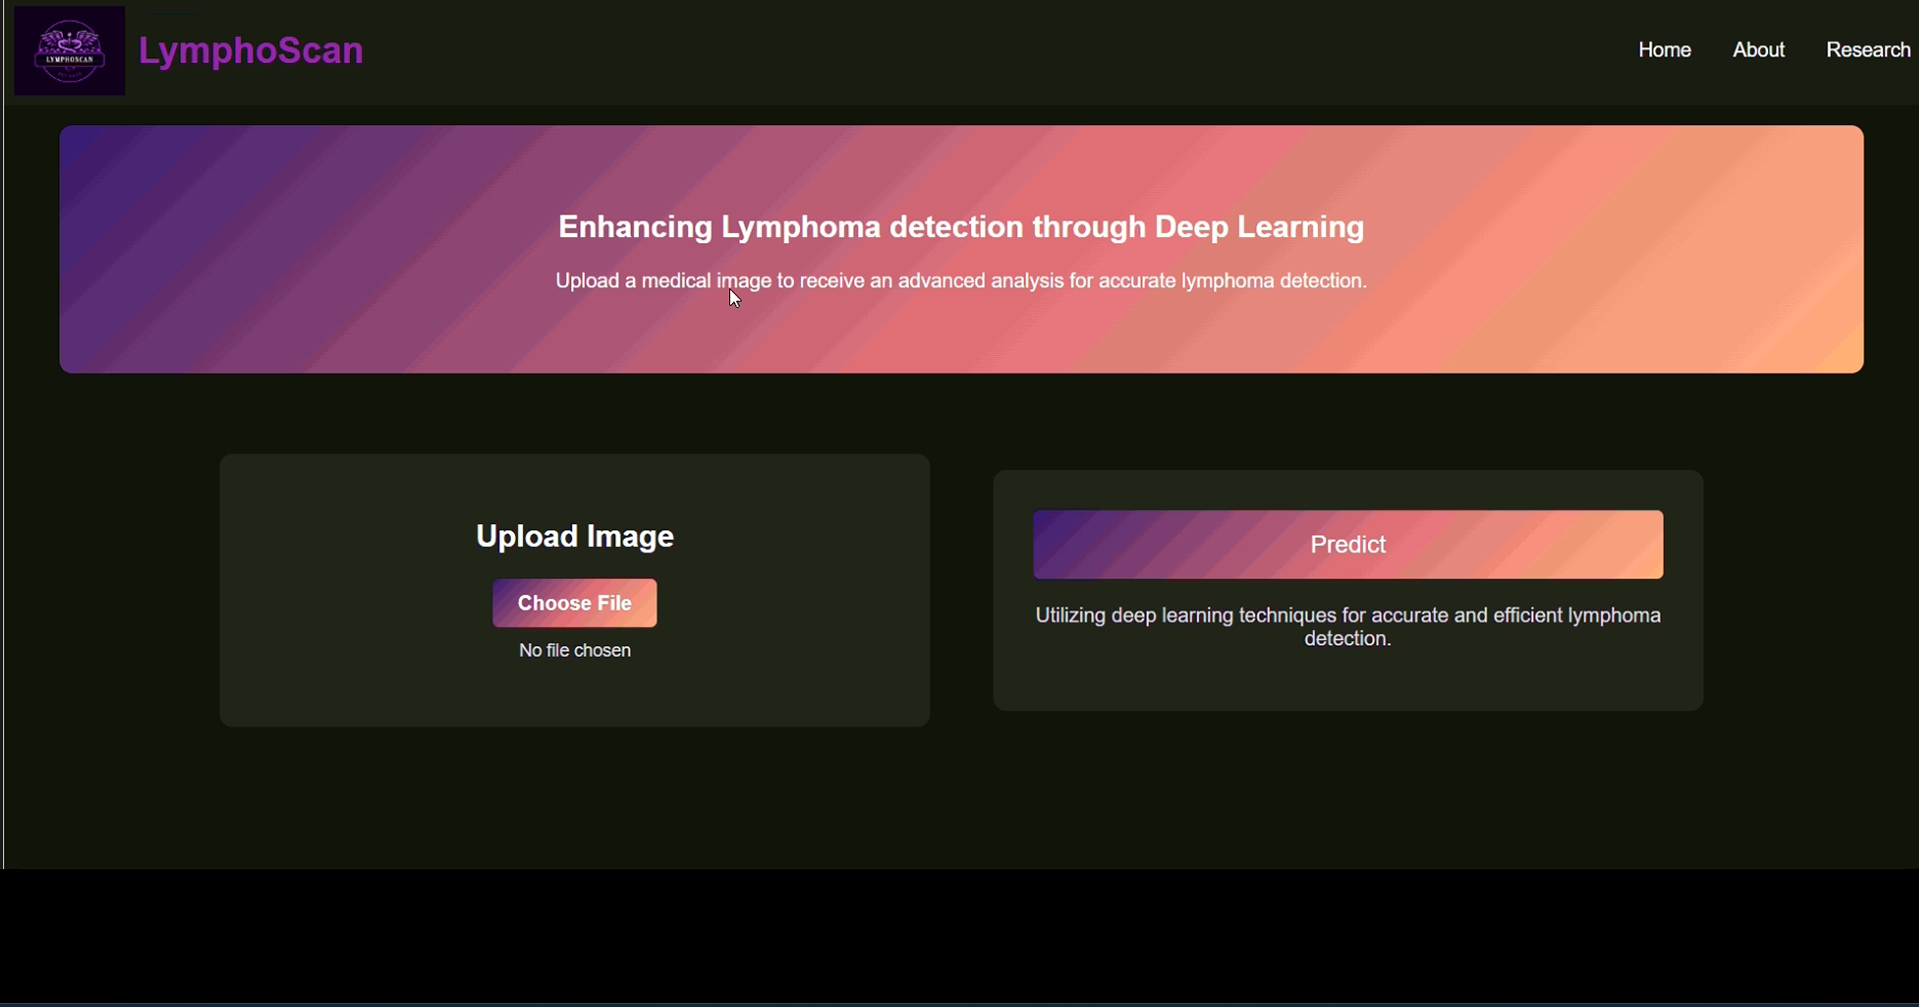 LYMPHOSCAN
LymphoScan
Home
About
Research
Enhancing Lymphoma detection through Deep Learning
Upload a medical image to receive an advanced analysis for accurate lymphoma detection.
Upload Image
Choose File
No file chosen
Predict
Utilizing deep learning techniques for accurate and efficient lymphoma
detection.